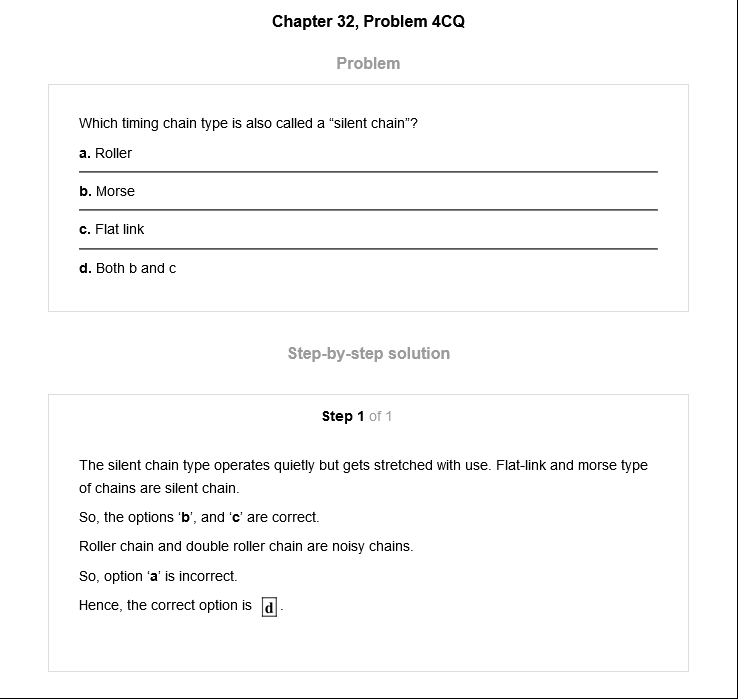 Chapter 32, Problem 4CQ
Problem
Which timing chain type is also called a “silent chain”?
a. Roller
b. Morse
c. Flat link
d. Both b and c
Step-by-step solution
Step 1 of 1
The silent chain type operates quietly but gets stretched with use. Flat-link and morse type
of chains are silent chain.
So, the options ‘b’, and ‘c’ are correct.
Roller chain and double roller chain are noisy chains.
So, option ‘a’ is incorrect.
Hence, the correct option is d.